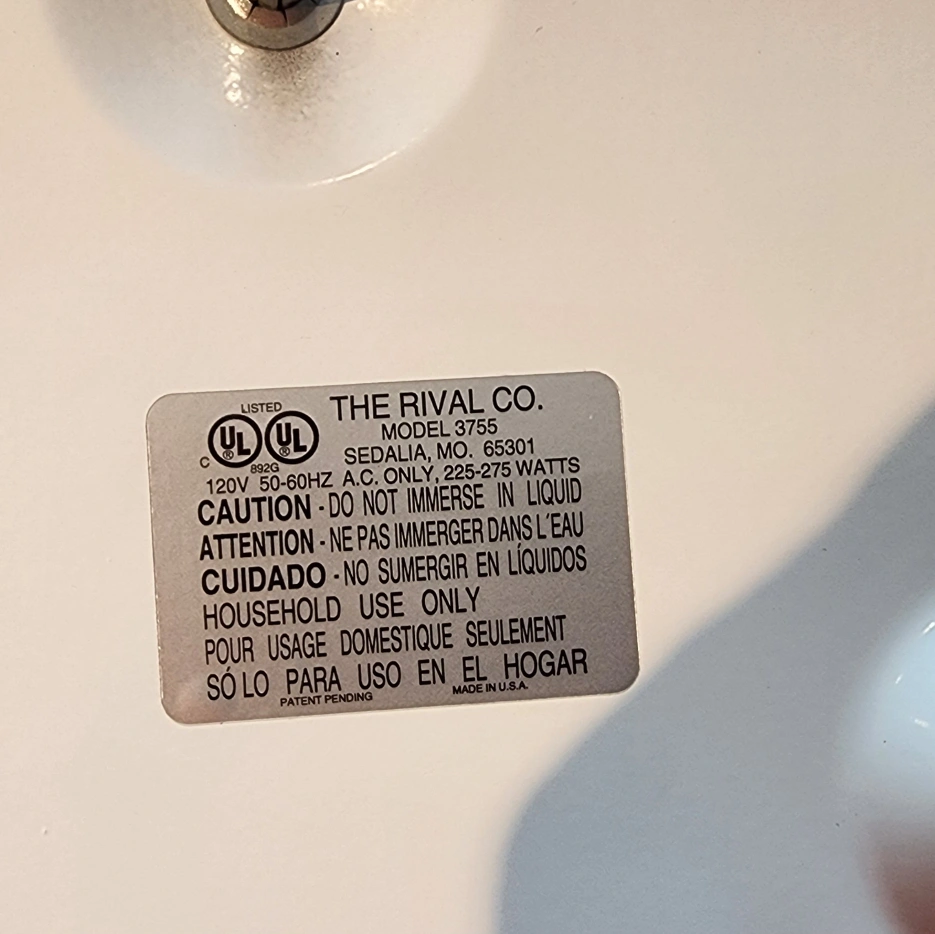 LISTED
THE RIVAL CO.
UL® UL®
MODEL 3755
C
SEDALIA, MO. 65301
892G
120V 50-60HZ A.C. ONLY, 225-275 WATTS
CAUTION - DO NOT IMMERSE IN LIQUID
ATTENTION - NE PAS IMMERGER DANS L'EAU
CUIDADO - NO SUMERGIR EN LÍQUIDOS
HOUSEHOLD USE ONLY
POUR USAGE DOMESTIQUE SEULEMENT
SÓLO PARA USO EN EL HOGAR
PATENT PENDING MADE IN U.S.A.